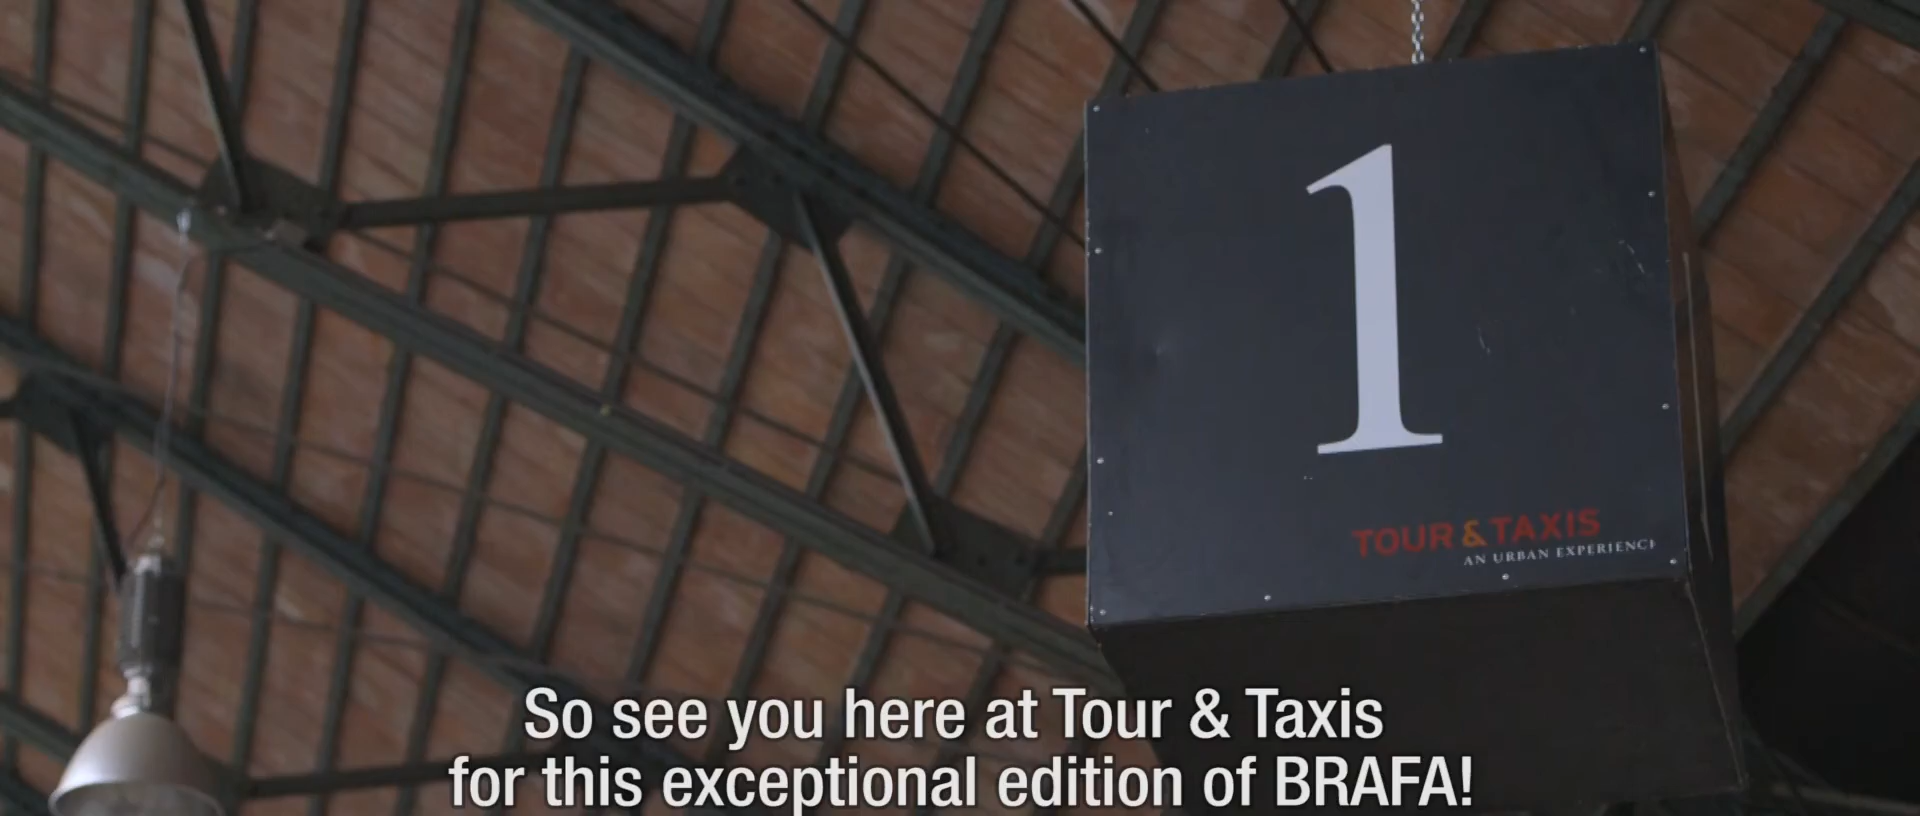 1
TOUR & TAXIS
AN URBAN EXPERIENCE
So see you here at Tour & Taxis
for this exceptional edition of BRAFA!